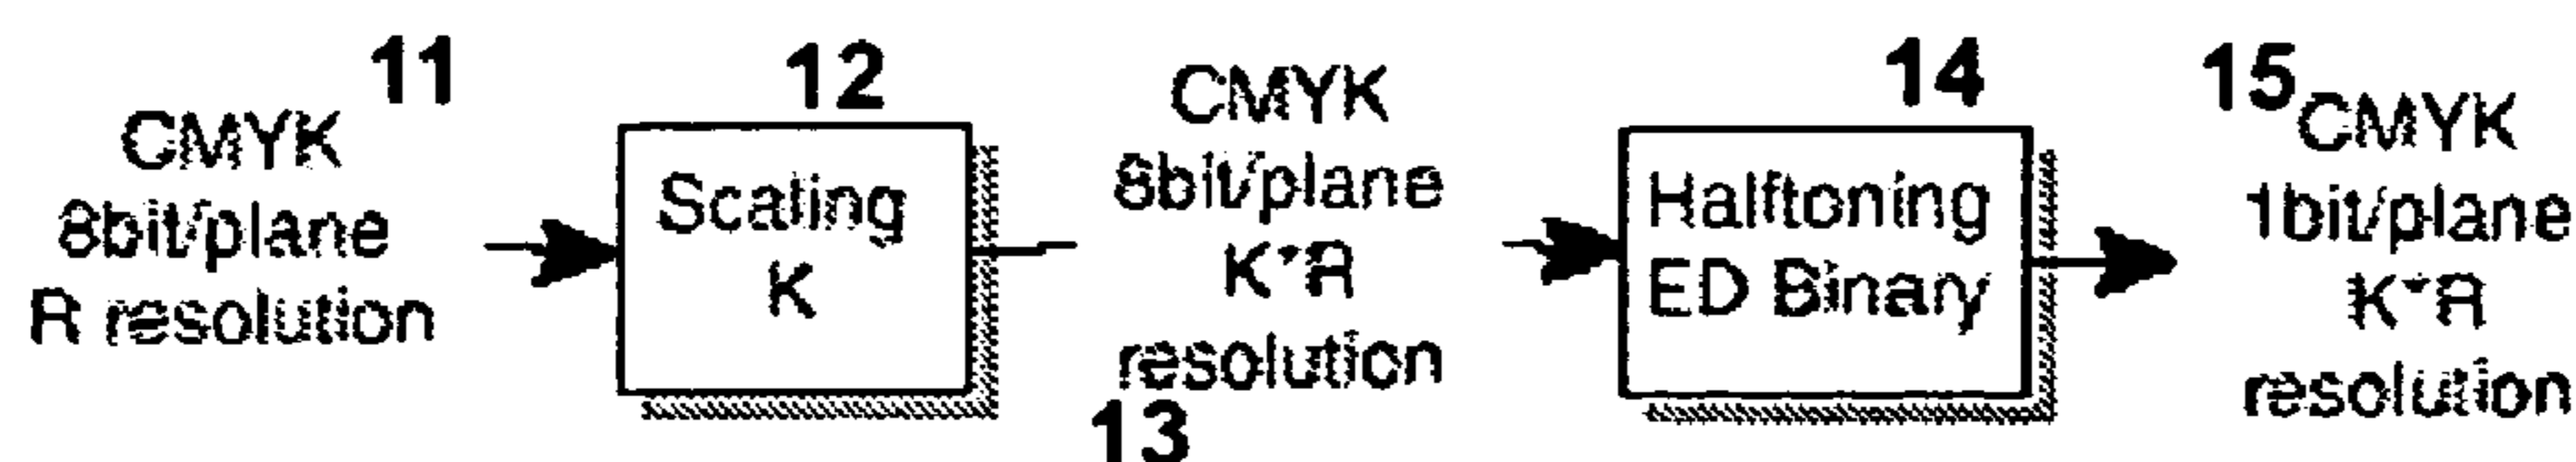 11
CMYK
8bit/plane
R resolution
12
Scaling
K
CMYK
8bit/plane
K*R
resolution
13
14
Halftoning
ED Binary
15
CMYK
1bit/plane
K*R
resolution